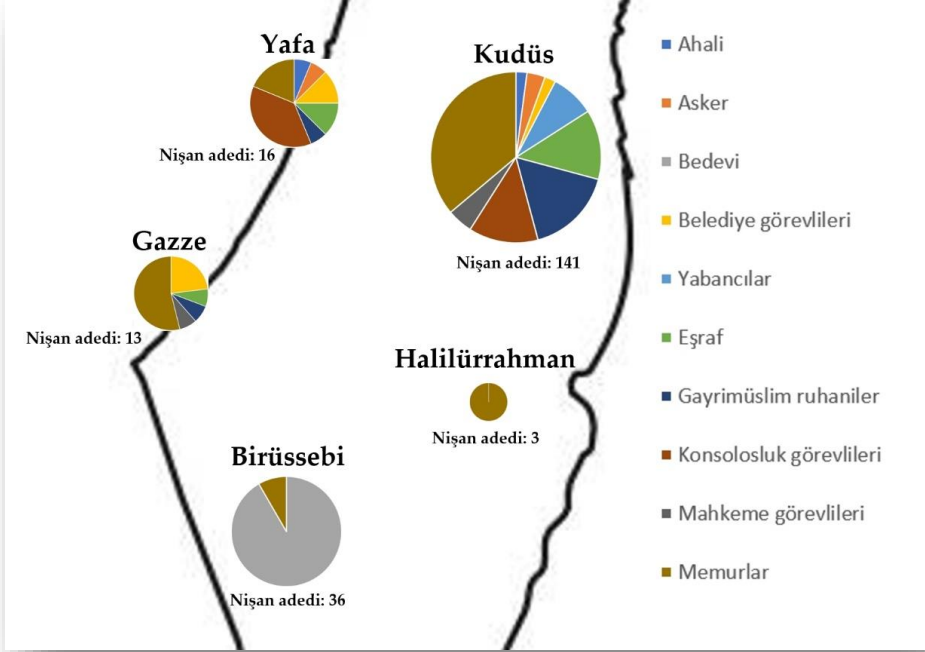 Yafa
Nişan adedi: 16
Kudüs
Nişan adedi: 141
Gazze
Nişan adedi: 13
Halilürrahman
Nişan adedi: 3
Birüssebi
Nişan adedi: 36
Ahali
Asker
Bedevi
Belediye görevlileri
Yabancılar
Eşraf
Gayrimüslim ruhaniler
Konsolosluk görevlileri
Mahkeme görevlileri
Memurlar